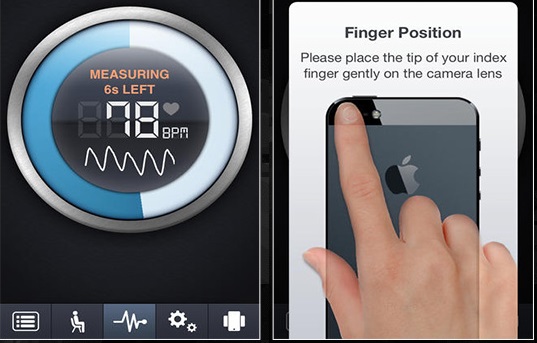 MEASURING
6s LEFT
78
BPM
Finger Position
Please place the tip of your index
finger gently on the camera lens